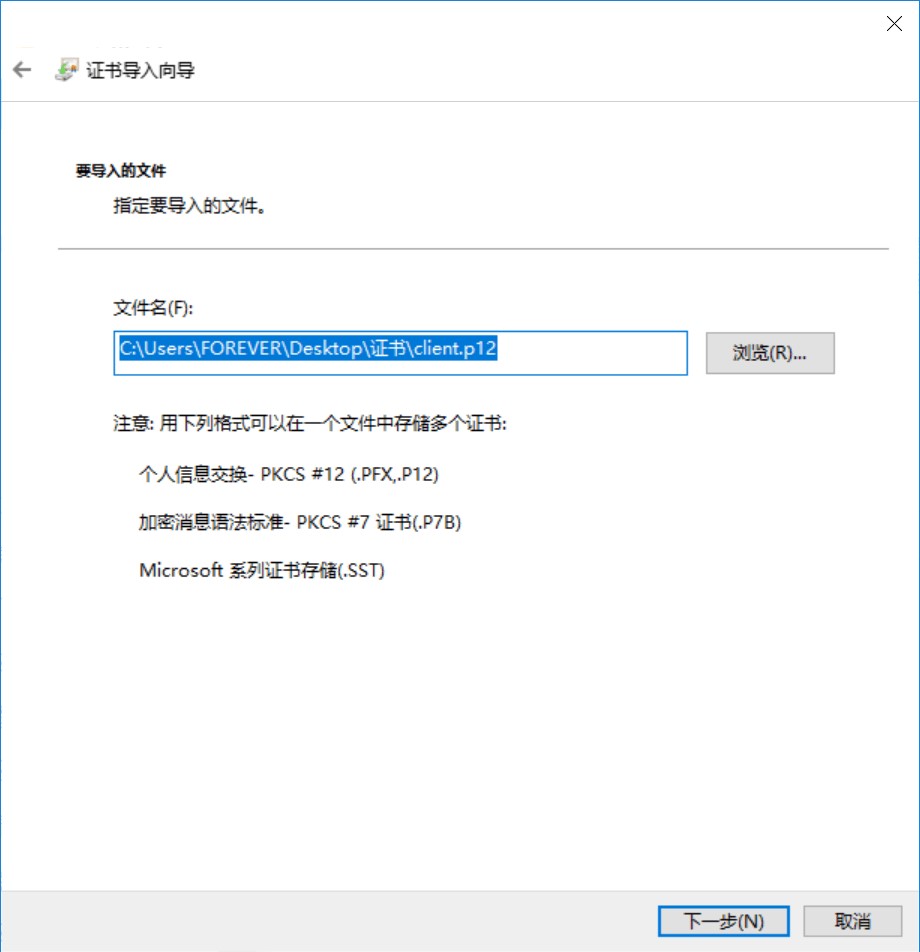 证书导入向导
要导入的文件
指定要导入的文件。
文件名(F):
C:\Users\FOREVER\Desktop\证书\client.p12
浏览(R)...
注意: 用下列格式可以在一个文件中存储多个证书:
个人信息交换- PKCS #12 (.PFX,.P12)
加密消息语法标准- PKCS #7 证书(.P7B)
Microsoft 系列证书存储(.SST)
下一步(N)
取消